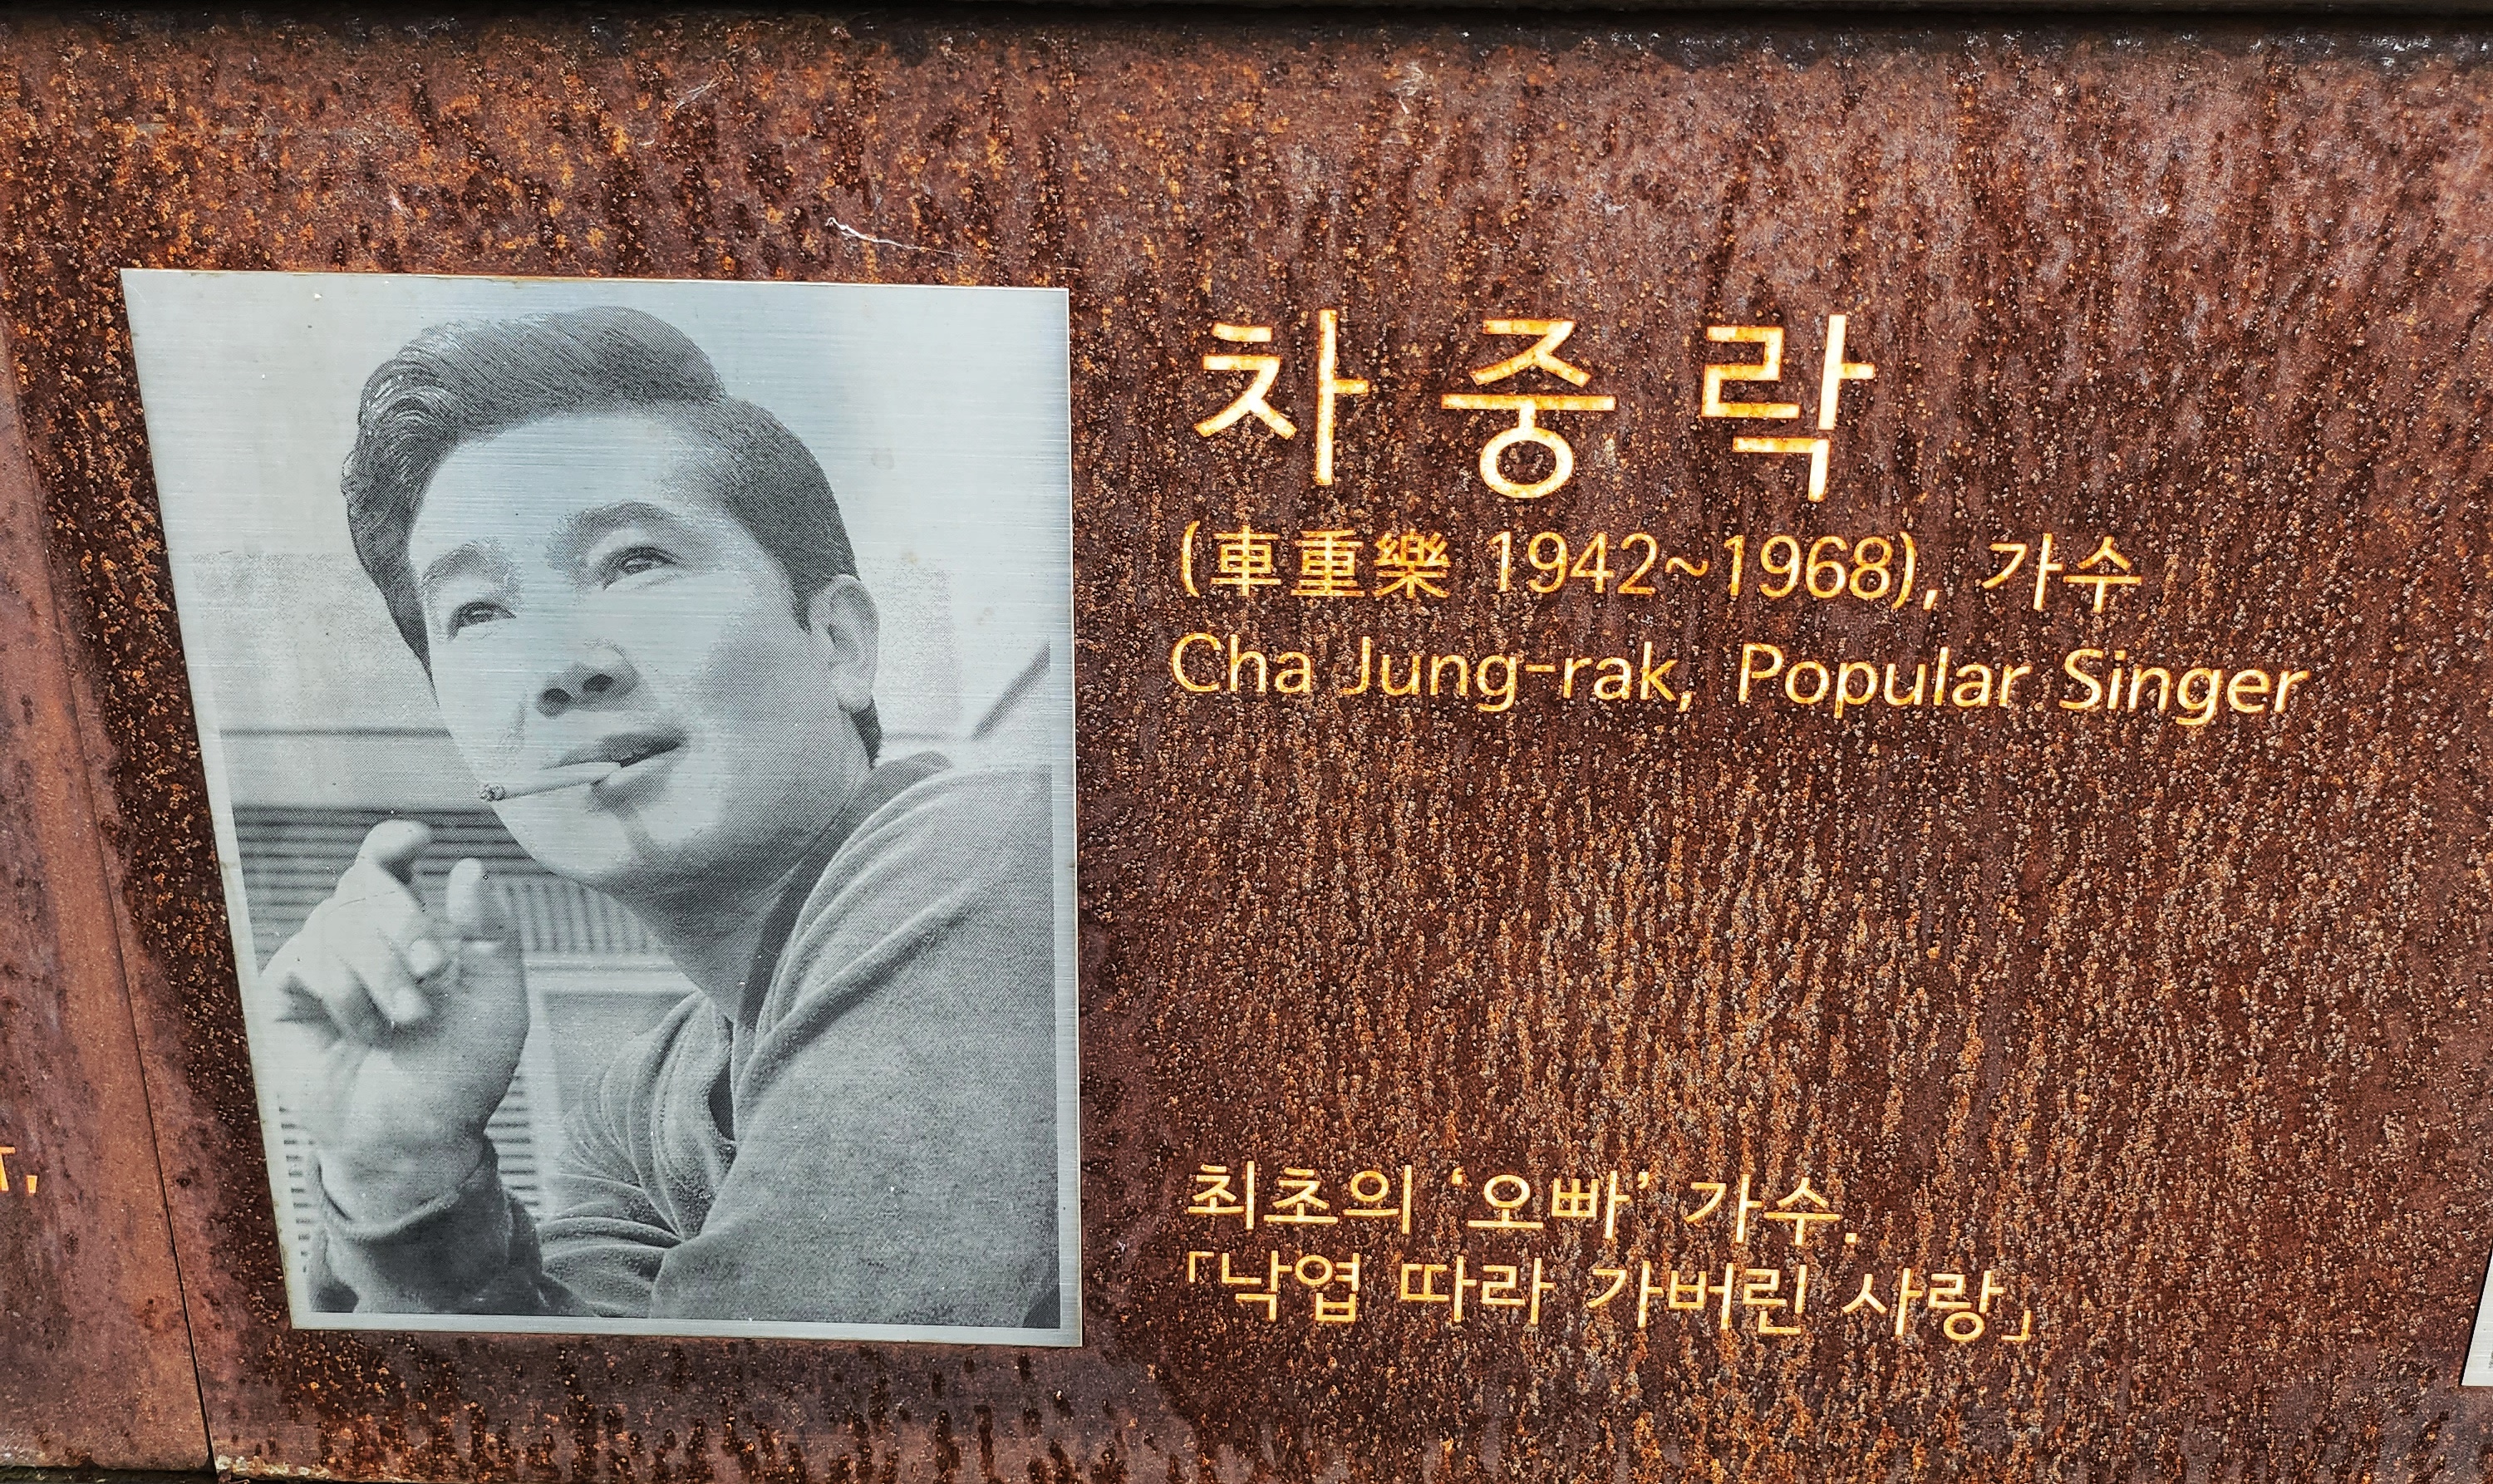 차중락
(車重樂 1942~1968), 가수
Cha Jung-rak, Popular Singer
최초의 ‘오빠’ 가수.
「낙엽 따라 가버린 사랑」